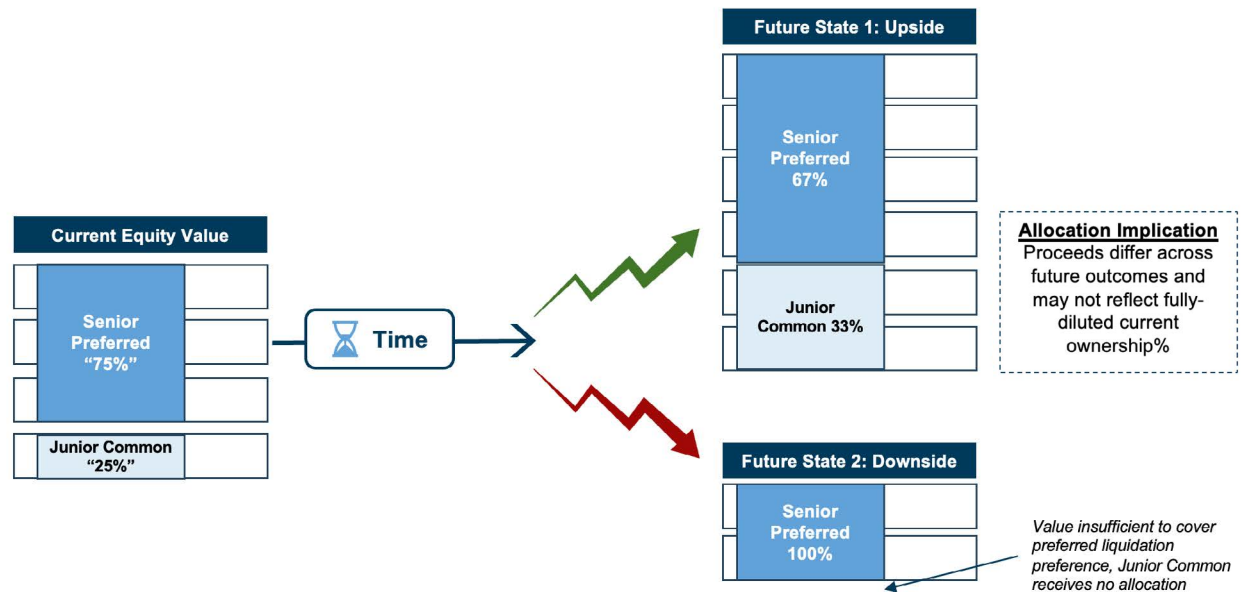 Future State 1: Upside
Senior
Preferred
67%
Junior
Common 33%
Current Equity Value
Senior
Preferred
“75%”
Junior Common
“25%”
Time
Allocation Implication
Proceeds differ across
future outcomes and
may not reflect fully-
diluted current
ownership%
Future State 2: Downside
Senior
Preferred
100%
Value insufficient to cover
preferred liquidation
preference, Junior Common
receives no allocation